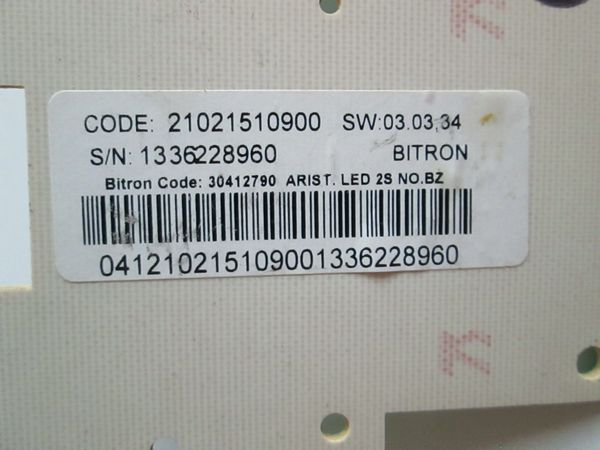 CODE: 21021510900 SW:03.03.34
S/N: 1336228960 BITRON
Bitron Code: 30412790 ARIST. LED 2S NO.BZ
041210215109001336228960